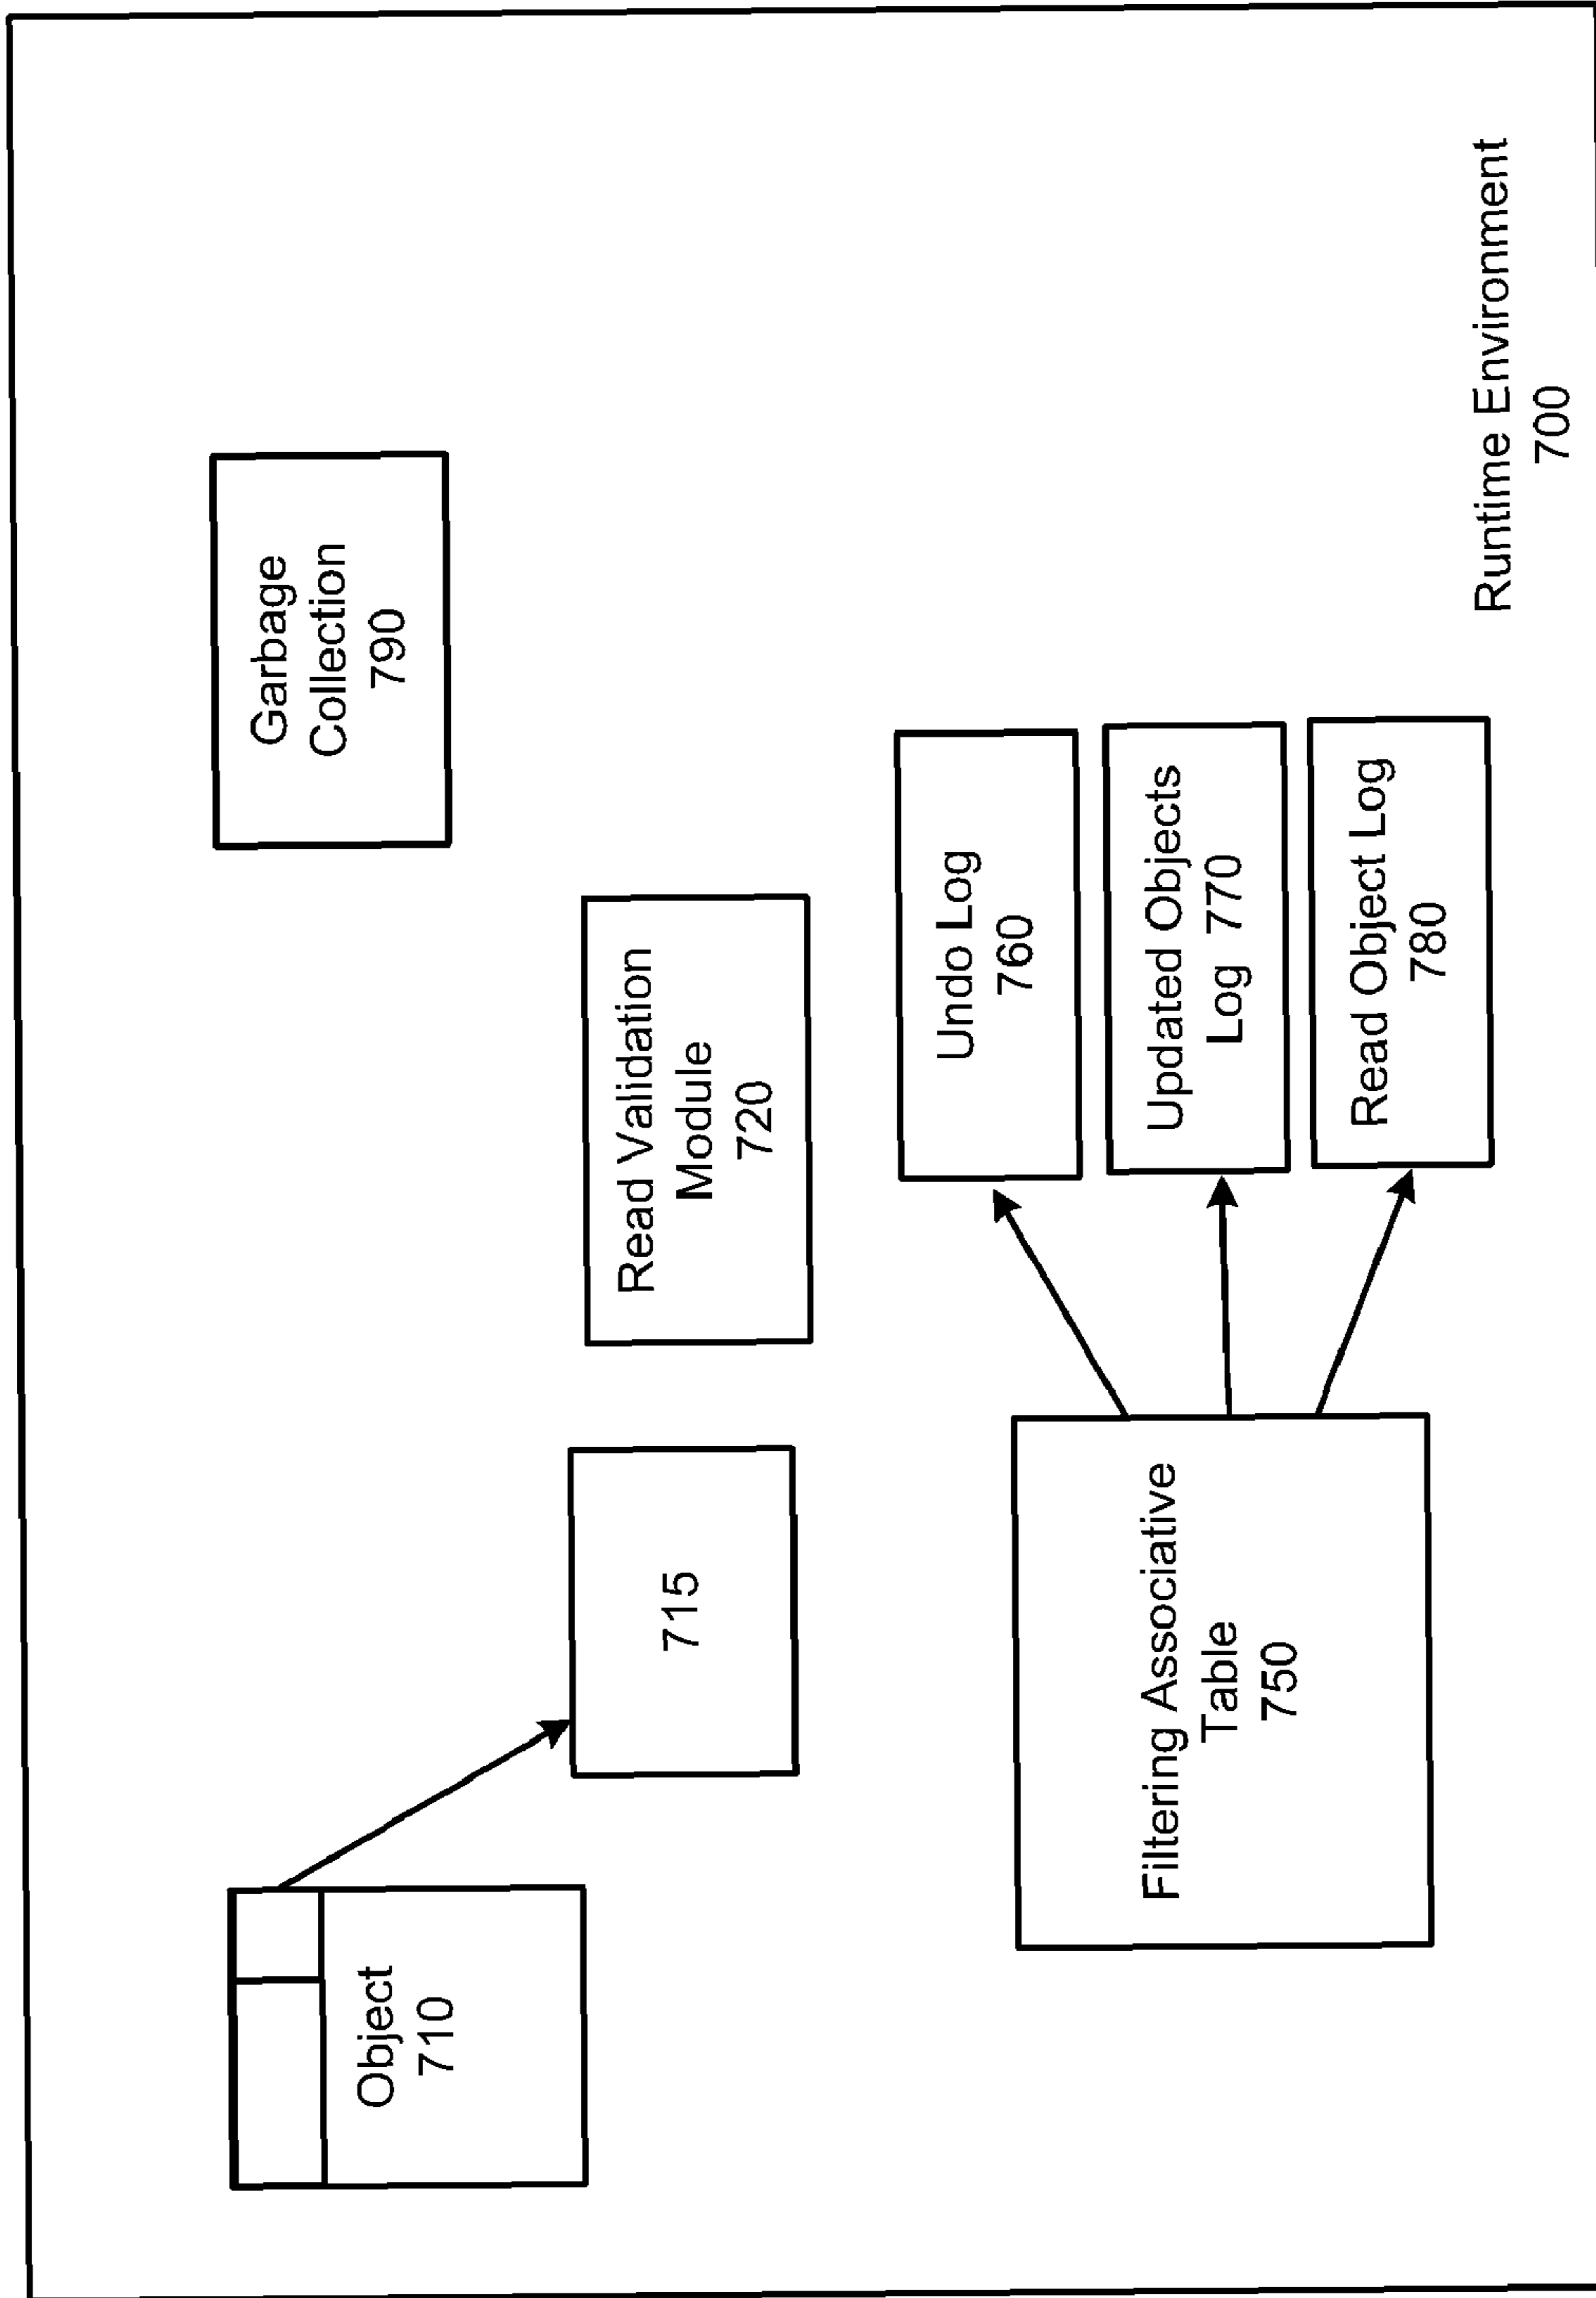 Object
710
715
Read Validation
Module
720
Garbage
Collection
790
Filtering Associative
Table
750
Undo Log
760
Updated Objects
Log 770
Read Object Log
780
Runtime Environment
700